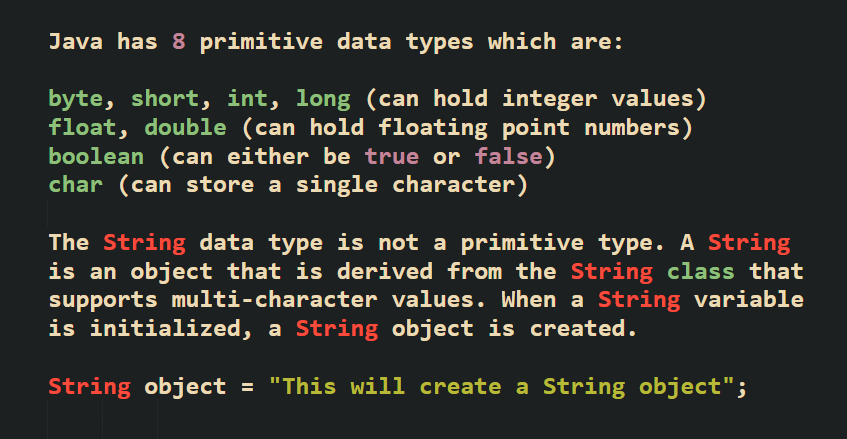 Java has 8 primitive data types which are:
byte, short, int, long (can hold integer values)
float, double (can hold floating point numbers)
boolean (can either be true or false)
char (can store a single character)
The String data type is not a primitive type. A String
is an object that is derived from the String class that
supports multi-character values. When a String variable
is initialized, a String object is created.
String object = "This will create a String object";